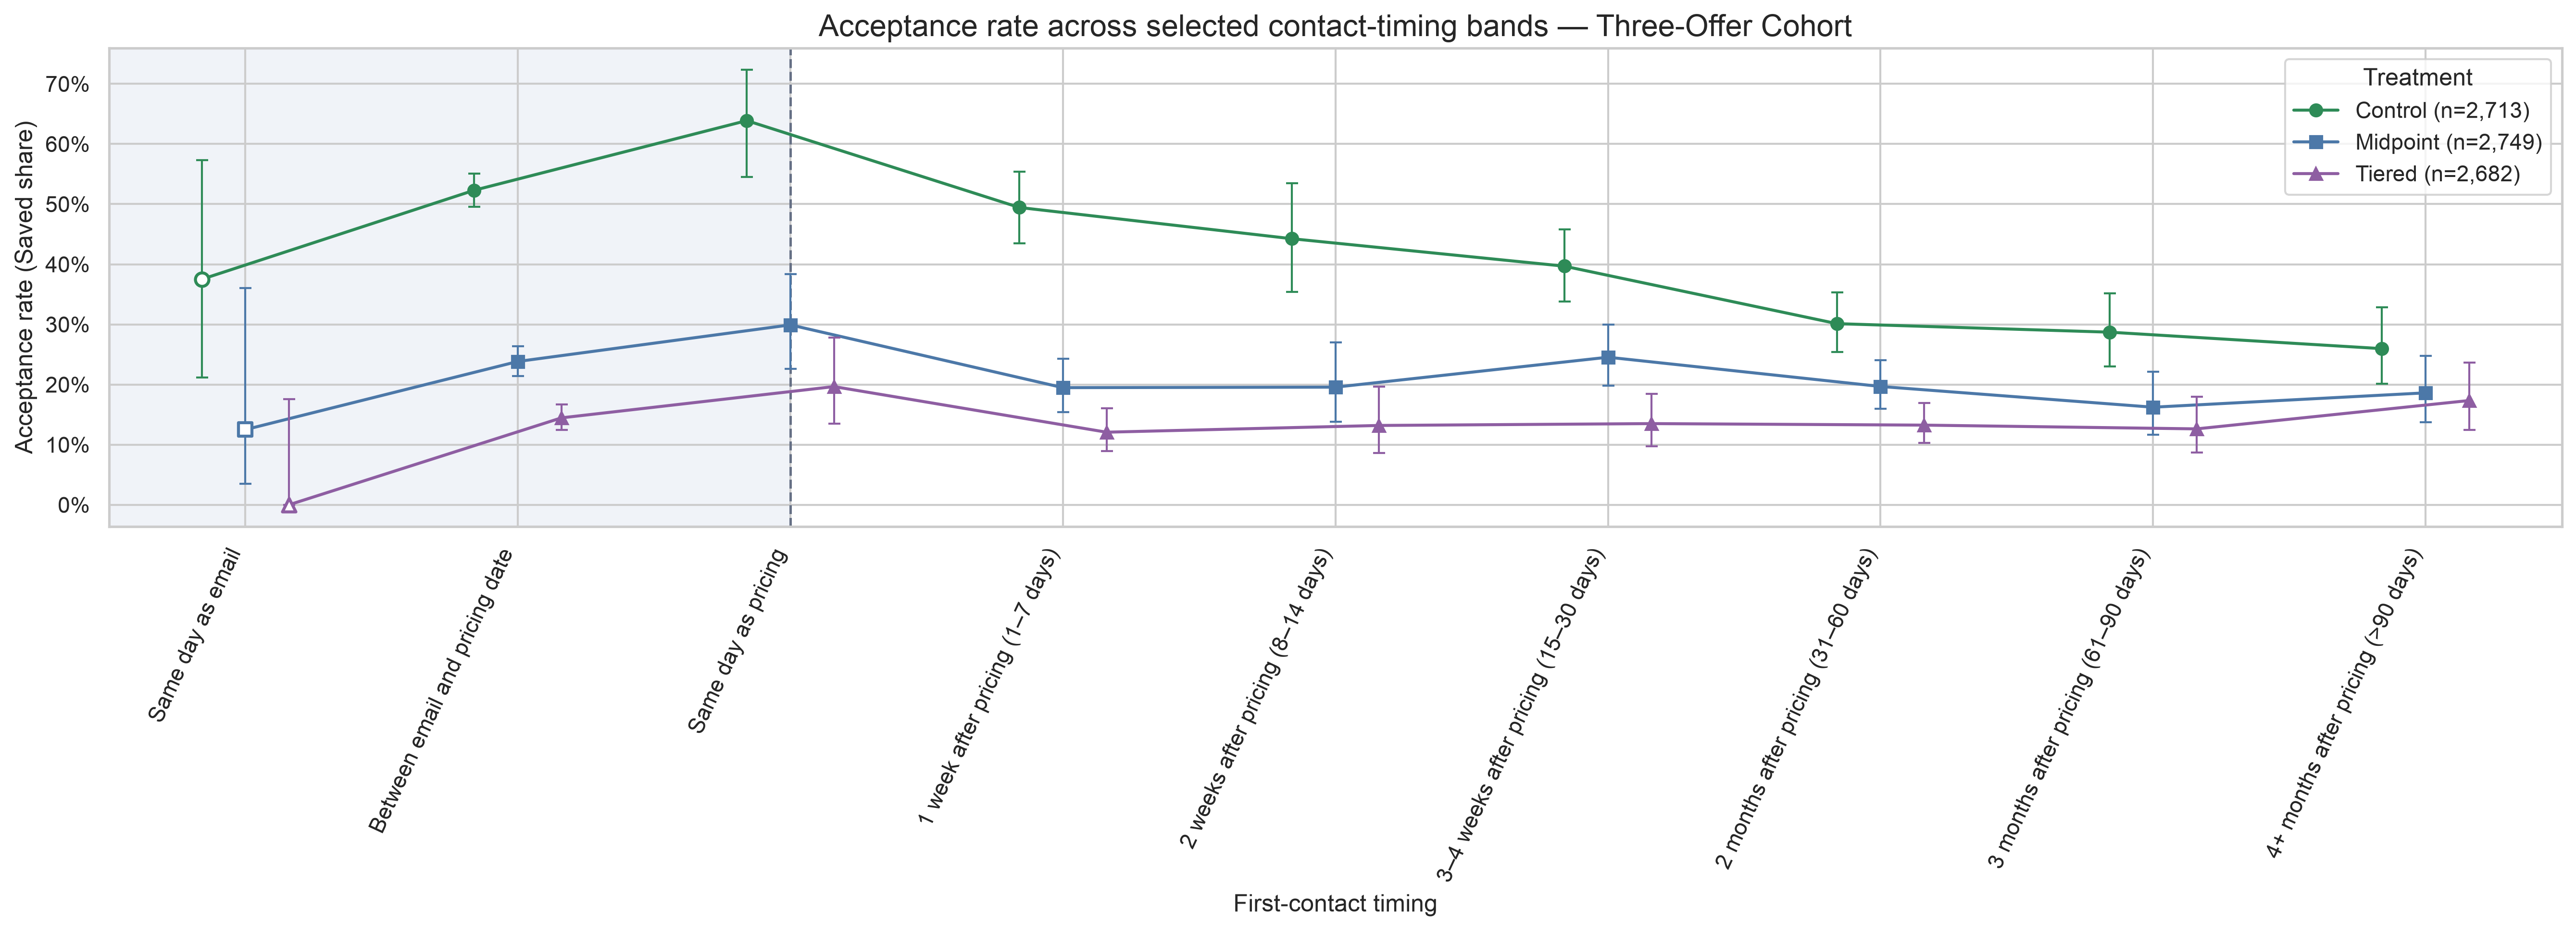 Acceptance rate across selected contact-timing bands — Three-Offer Cohort
Acceptance rate (Saved share)
70%
60%
50%
40%
30%
20%
10%
0%
Treatment
Control (n=2,713)
Midpoint (n=2,749)
Tiered (n=2,682)
Same day as email
Between email and pricing date
Same day as pricing
1 week after pricing (1–7 days)
2 weeks after pricing (8–14 days)
3–4 weeks after pricing (15–30 days)
2 months after pricing (31–60 days)
3 months after pricing (61–90 days)
4+ months after pricing (>90 days)
First-contact timing